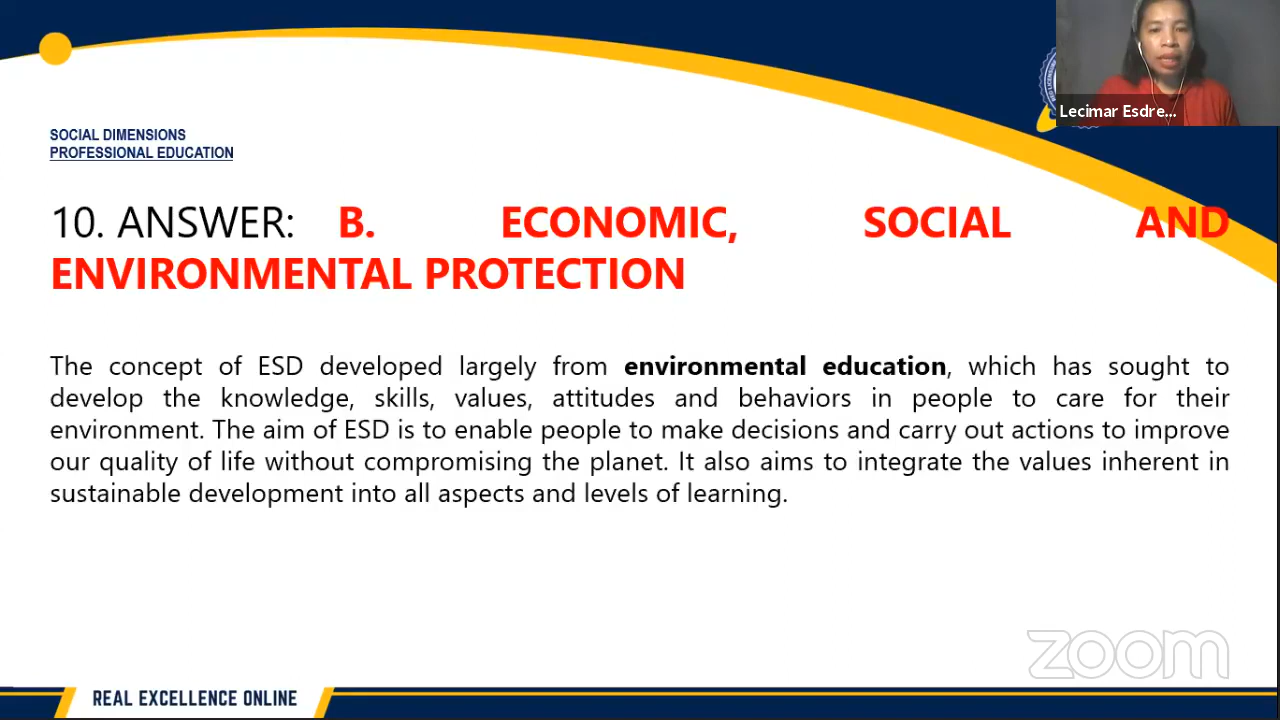 Lecimar Esdre...
SOCIAL DIMENSIONS
PROFESSIONAL EDUCATION
10. ANSWER: B. ECONOMIC, SOCIAL AND
ENVIRONMENTAL PROTECTION
The concept of ESD developed largely from environmental education, which has sought to
develop the knowledge, skills, values, attitudes and behaviors in people to care for their
environment. The aim of ESD is to enable people to make decisions and carry out actions to improve
our quality of life without compromising the planet. It also aims to integrate the values inherent in
sustainable development into all aspects and levels of learning.
zoom
REAL EXCELLENCE ONLINE